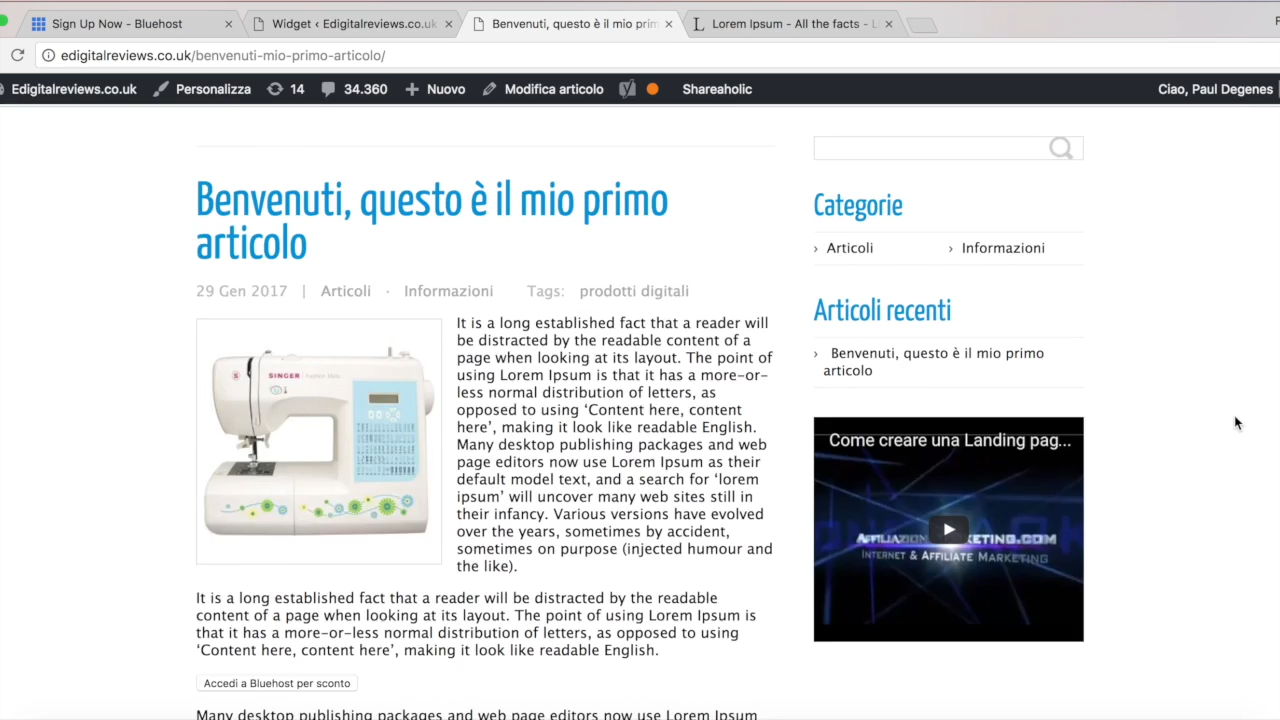 Sign Up Now - Bluehost
Widget ‹ Edigitalreviews.co.uk
Benvenuti, questo è il mio prim
Lorem Ipsum - All the facts - L
edigitalreviews.co.uk/benvenuti-mio-primo-articolo/
Edigitalreviews.co.uk Personalizza 14 34.360 Nuovo Modifica articolo Shareaholic Ciao, Paul Degenes
Benvenuti, questo è il mio primo
articolo
29 Gen 2017 | Articoli · Informazioni Tags: prodotti digitali
SINGER
It is a long established fact that a reader will
be distracted by the readable content of a
page when looking at its layout. The point of
using Lorem Ipsum is that it has a more-or-
less normal distribution of letters, as
opposed to using ‘Content here, content
here’, making it look like readable English.
Many desktop publishing packages and web
page editors now use Lorem Ipsum as their
default model text, and a search for ‘lorem
ipsum’ will uncover many web sites still in
their infancy. Various versions have evolved
over the years, sometimes by accident,
sometimes on purpose (injected humour and
the like).
It is a long established fact that a reader will be distracted by the readable
content of a page when looking at its layout. The point of using Lorem Ipsum is
that it has a more-or-less normal distribution of letters, as opposed to using
‘Content here, content here’, making it look like readable English.
Accedi a Bluehost per sconto
Many desktop publishing packages and web page editors now use Lorem Ipsum
Categorie
› Articoli › Informazioni
Articoli recenti
› Benvenuti, questo è il mio primo
articolo
Come creare una Landing pag...
Internet & Affiliate Marketing